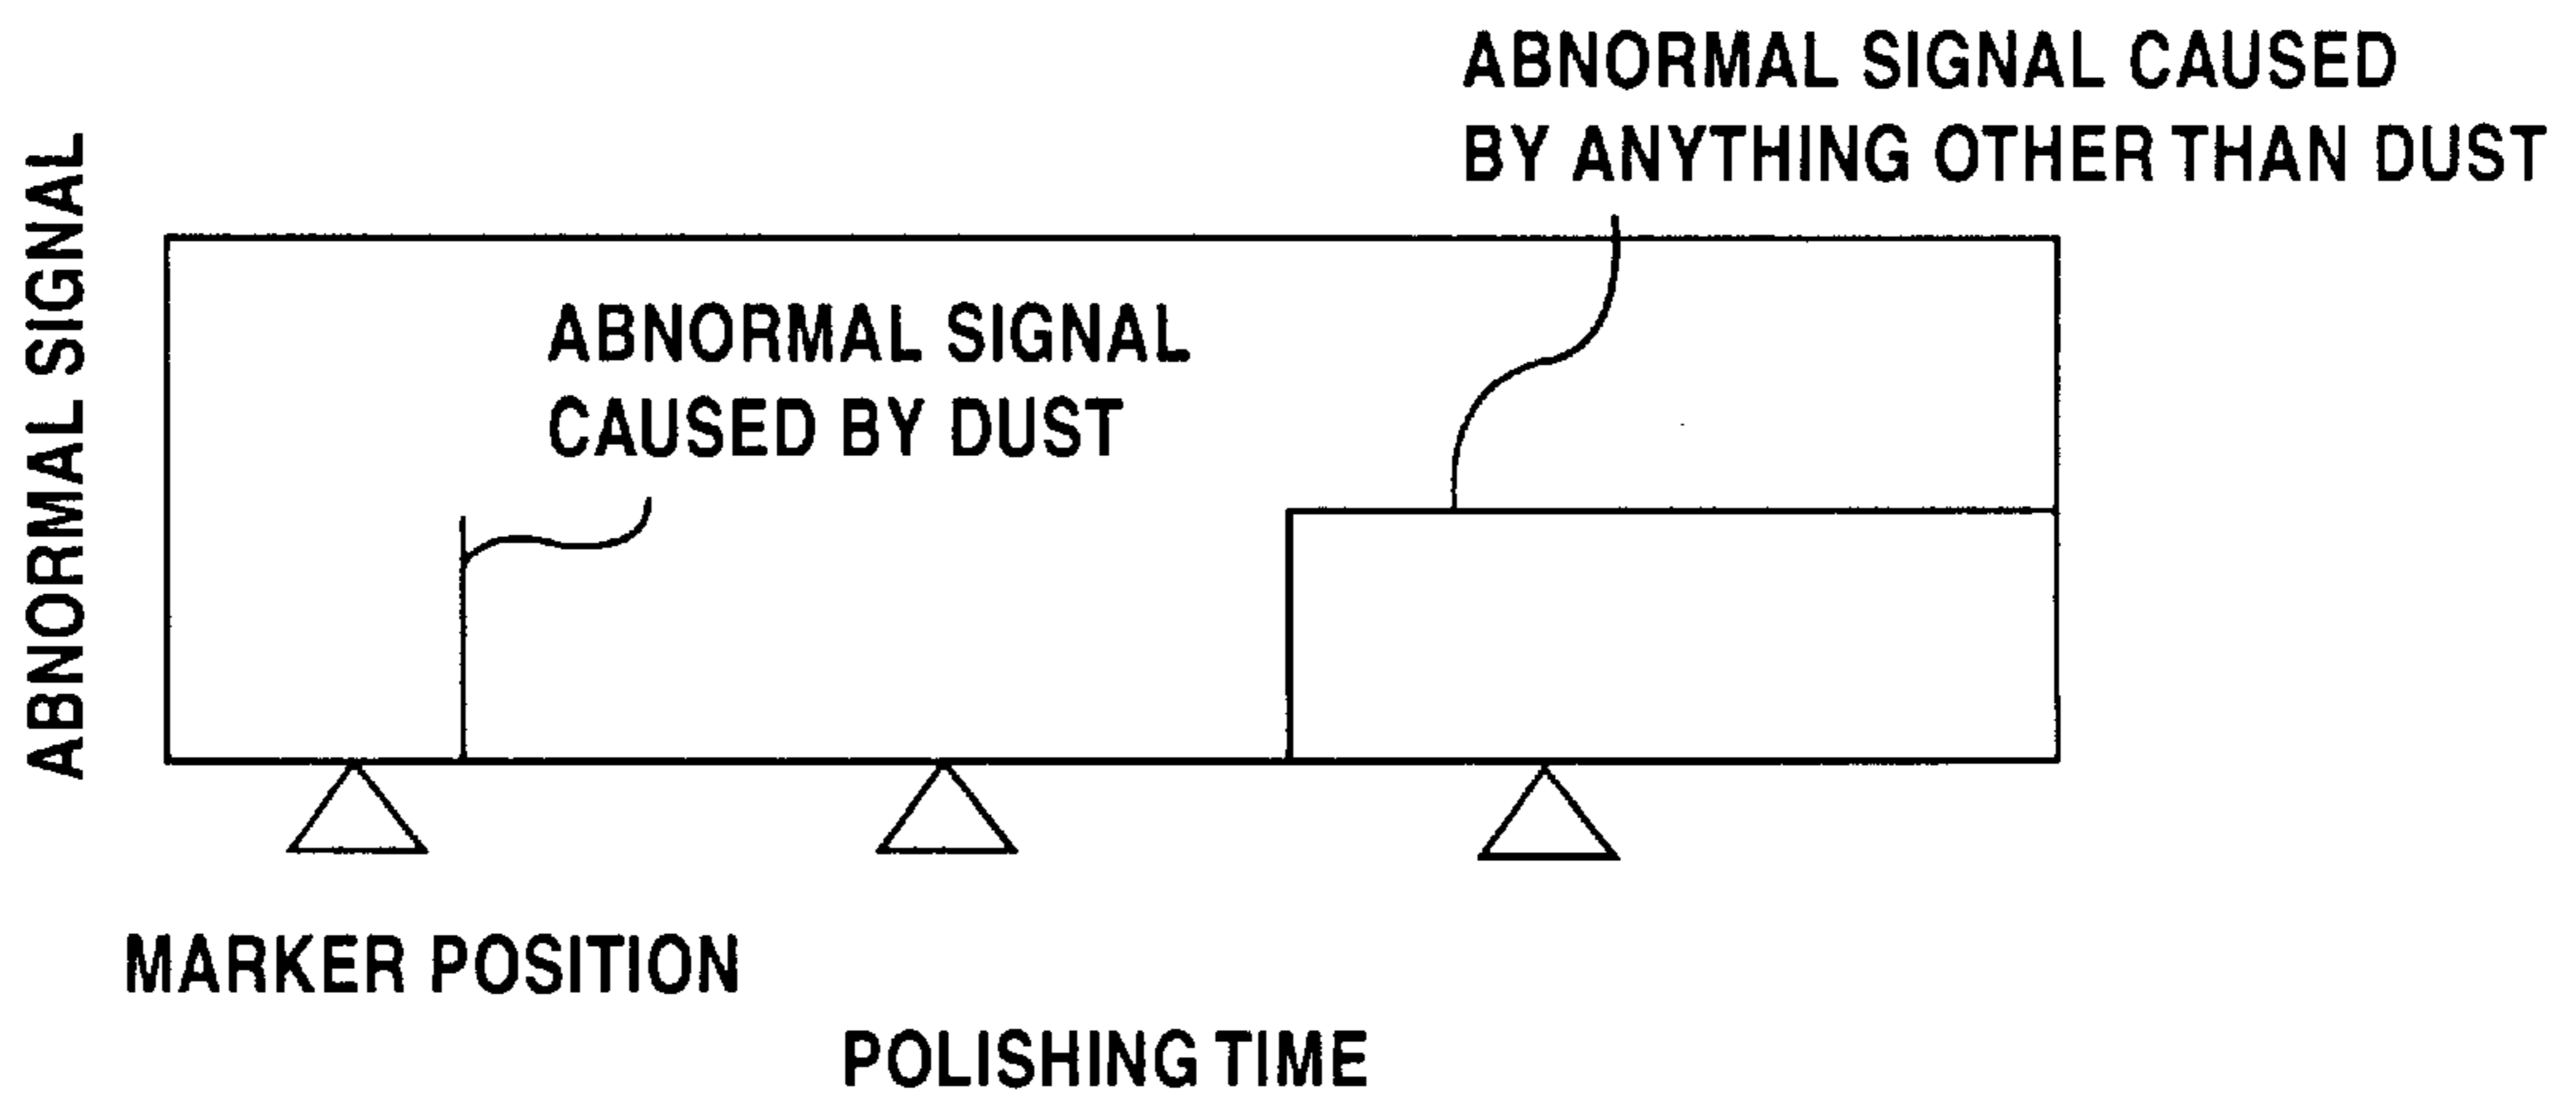 ABNORMAL SIGNAL CAUSED
BY ANYTHING OTHER THAN DUST
ABNORMAL SIGNAL
ABNORMAL SIGNAL
CAUSED BY DUST
MARKER POSITION
POLISHING TIME